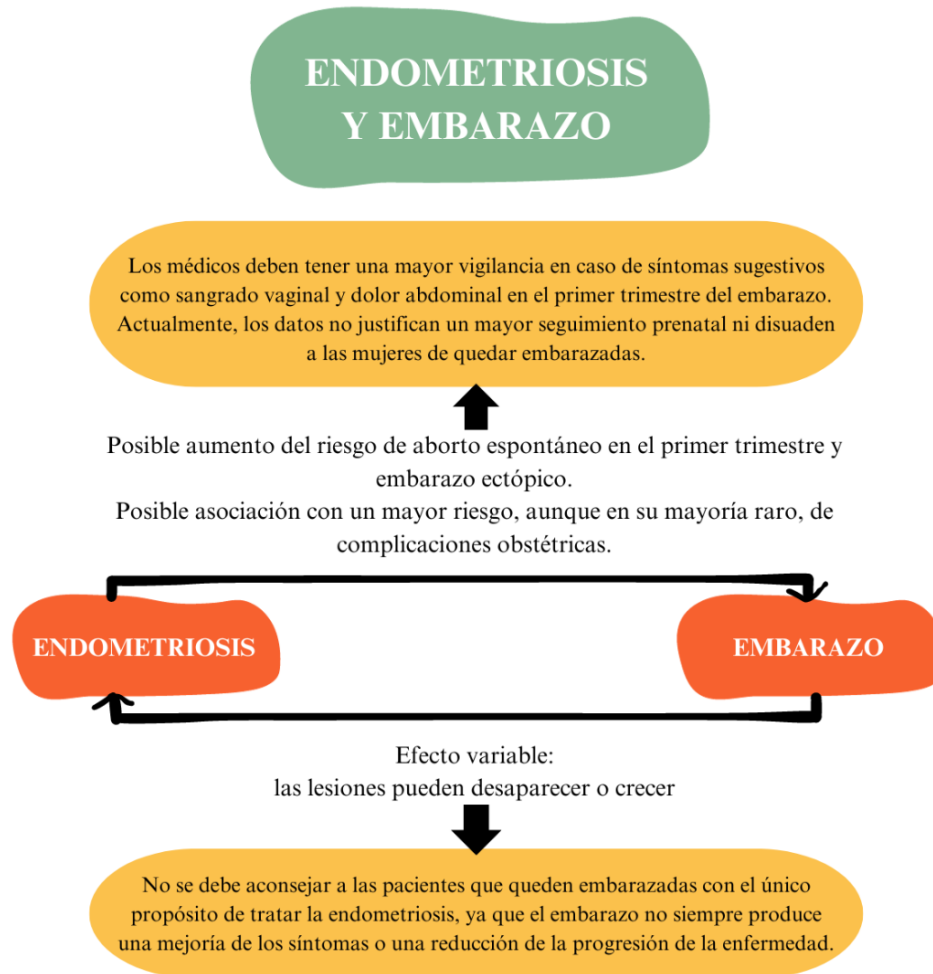 ENDOMETRIOSIS
Y EMBARAZO
Los médicos deben tener una mayor vigilancia en caso de síntomas sugestivos
como sangrado vaginal y dolor abdominal en el primer trimestre del embarazo.
Actualmente, los datos no justifican un mayor seguimiento prenatal ni disuaden
a las mujeres de quedar embarazadas.
Posible aumento del riesgo de aborto espontáneo en el primer trimestre y
embarazo ectópico.
Posible asociación con un mayor riesgo, aunque en su mayoría raro, de
complicaciones obstétricas.
ENDOMETRIOSIS
EMBARAZO
Efecto variable:
las lesiones pueden desaparecer o crecer
No se debe aconsejar a las pacientes que queden embarazadas con el único
propósito de tratar la endometriosis, ya que el embarazo no siempre produce
una mejoría de los síntomas o una reducción de la progresión de la enfermedad.